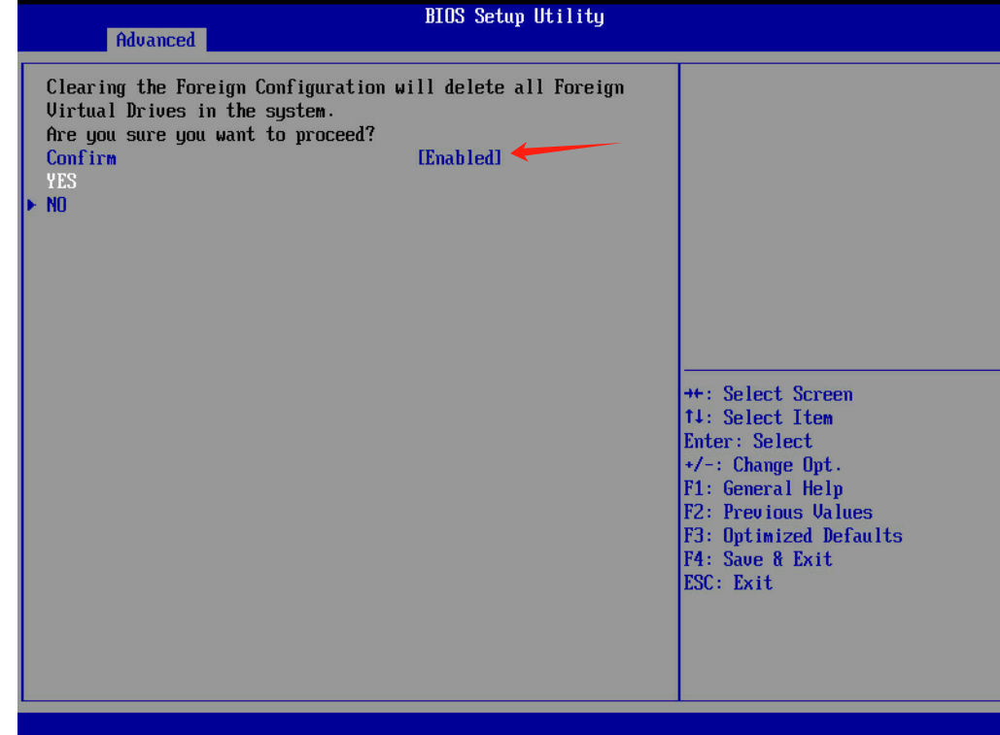 BIOS Setup Utility
Advanced
Clearing the Foreign Configuration will delete all Foreign
Virtual Drives in the system.
Are you sure you want to proceed?
Confirm [Enabled]
YES
► NO
→←: Select Screen
↑↓: Select Item
Enter: Select
+/-: Change Opt.
F1: General Help
F2: Previous Values
F3: Optimized Defaults
F4: Save & Exit
ESC: Exit